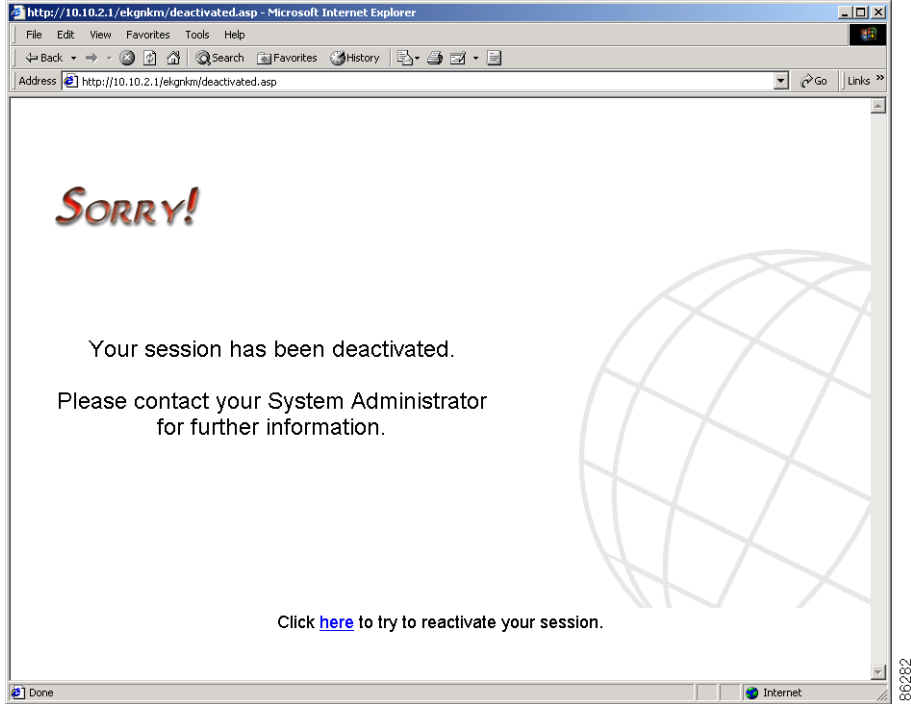 http://10.10.2.1/ekgnkm/deactivated.asp - Microsoft Internet Explorer
File Edit View Favorites Tools Help
Back Search Favorites History
Address http://10.10.2.1/ekgnkm/deactivated.asp Go Links »
SORRY!
Your session has been deactivated.
Please contact your System Administrator
for further information.
Click here to try to reactivate your session.
Done Internet
86282